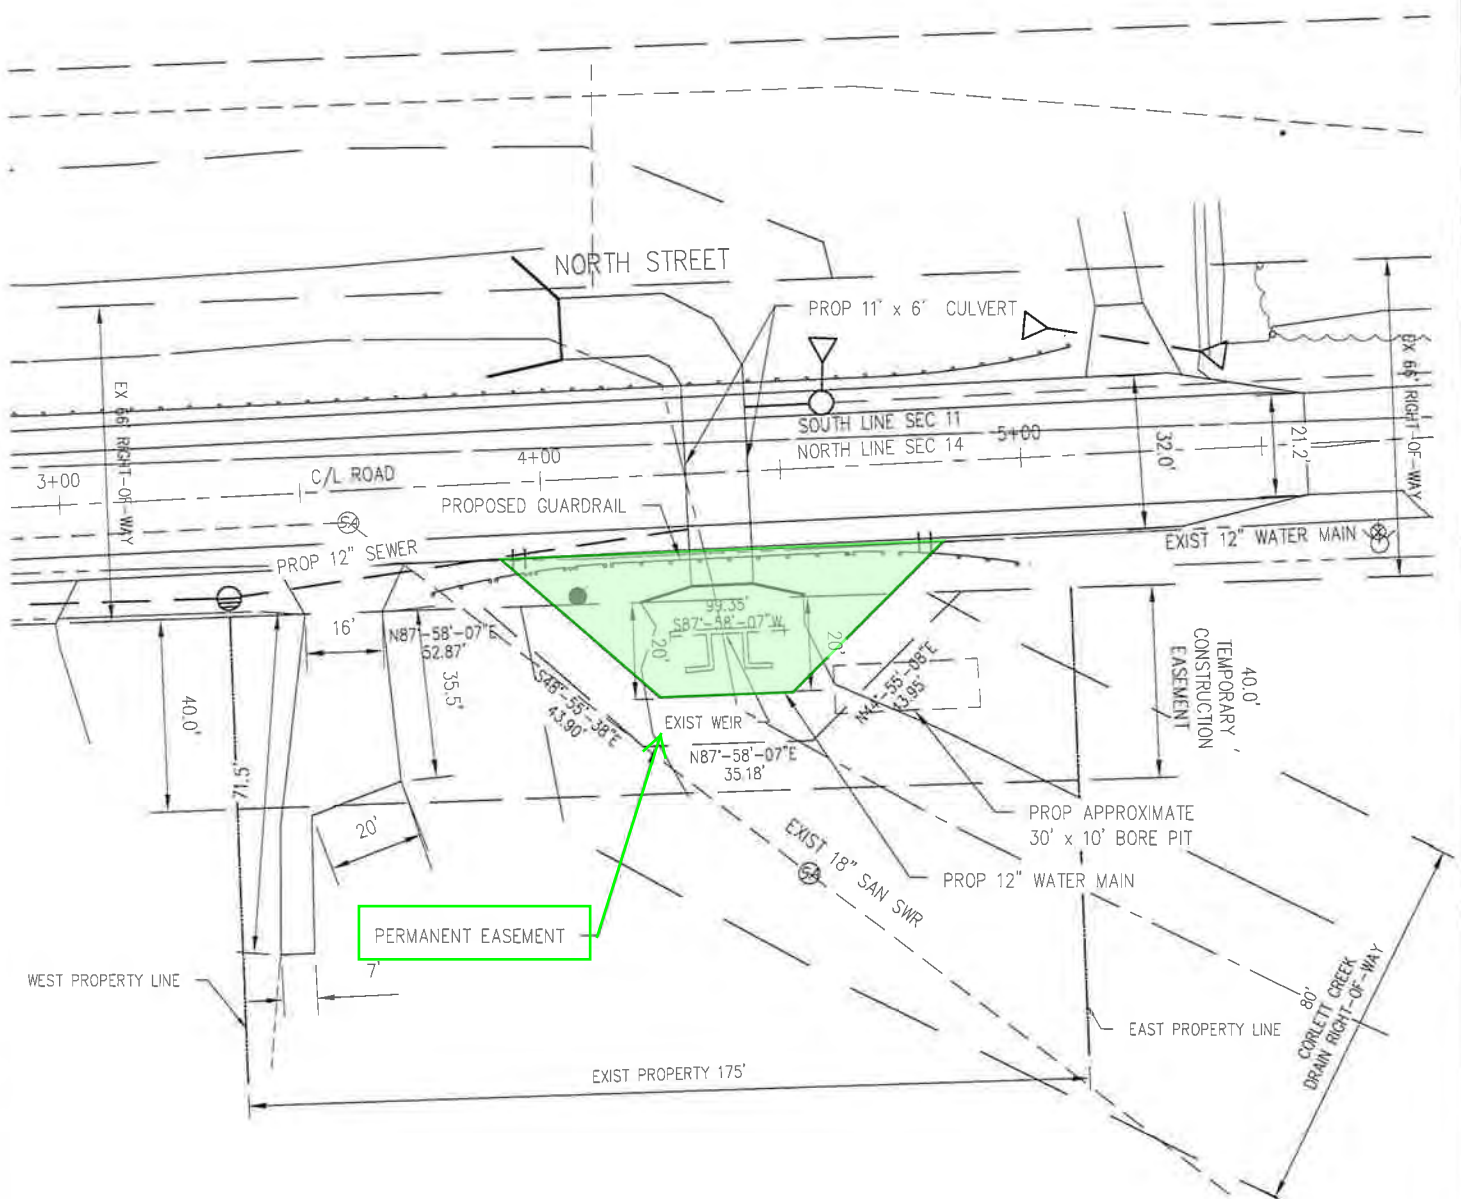 NORTH STREET
PROP 11' x 6' CULVERT
EX 66' RIGHT-OF-WAY
EX 66' RIGHT-OF-WAY
SOUTH LINE SEC 11
NORTH LINE SEC 14
5+00
32.0'
21.2'
4+00
3+00
C/L ROAD
PROPOSED GUARDRAIL
SA
EXIST 12" WATER MAIN
PROP 12" SEWER
99.35'
S87°-58'-07"W
16'
N87°-58'-07"E
52.87'
20'
20'
40.0'
TEMPORARY
CONSTRUCTION
EASEMENT
N44°-55'-08"E
43.95'
S48°-55'-38"E
43.90'
35.5'
40.0'
EXIST WEIR
N87°-58'-07"E
35.18'
71.5'
20'
PROP APPROXIMATE
30' x 10' BORE PIT
EXIST 18" SAN SWR
SA
PROP 12" WATER MAIN
PERMANENT EASEMENT
7'
WEST PROPERTY LINE
EAST PROPERTY LINE
80'
CORLETT CREEK
DRAIN RIGHT-OF-WAY
EXIST PROPERTY 175'